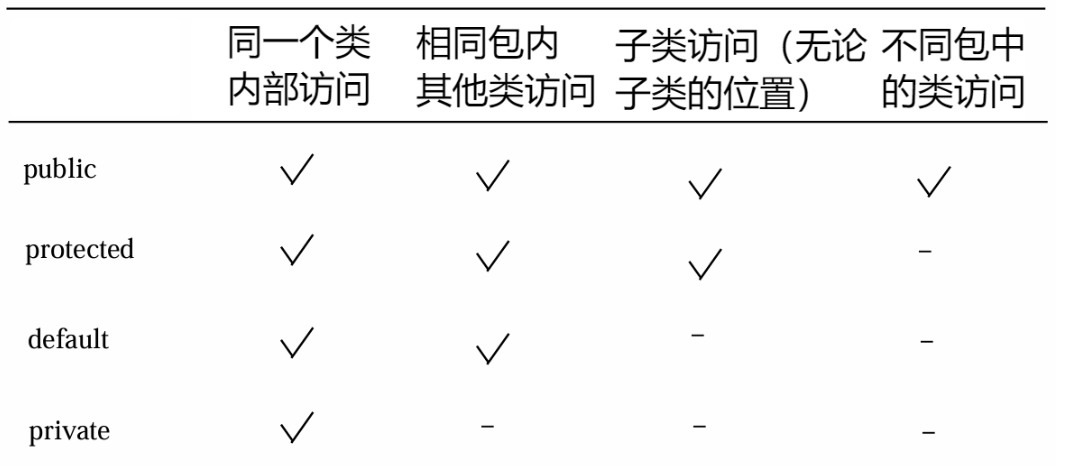 同一个类 相同包内 子类访问（无论 不同包中
内部访问 其他类访问 子类的位置） 的类访问
public ✓ ✓ ✓ ✓
protected ✓ ✓ ✓ -
default ✓ ✓ - -
private ✓ - - -